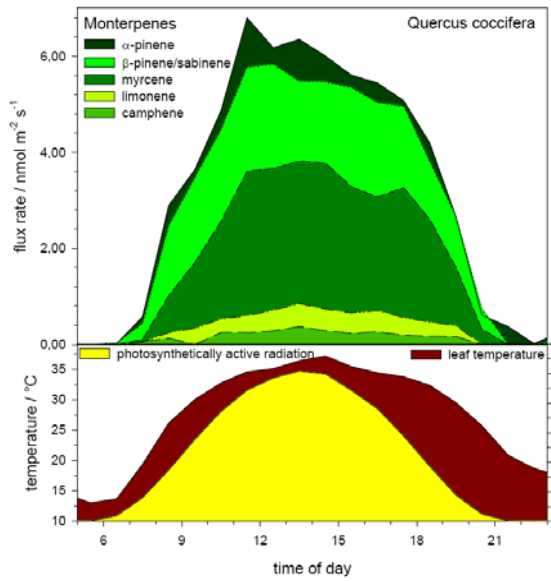 Monterpenes
Quercus coccifera
α-pinene
β-pinene/sabinene
myrcene
limonene
camphene
flux rate / nmol m⁻² s⁻¹
6,00
4,00
2,00
0,00
photosynthetically active radiation
leaf temperature
temperature / °C
35
30
25
20
15
10
6
9
12
15
18
21
time of day